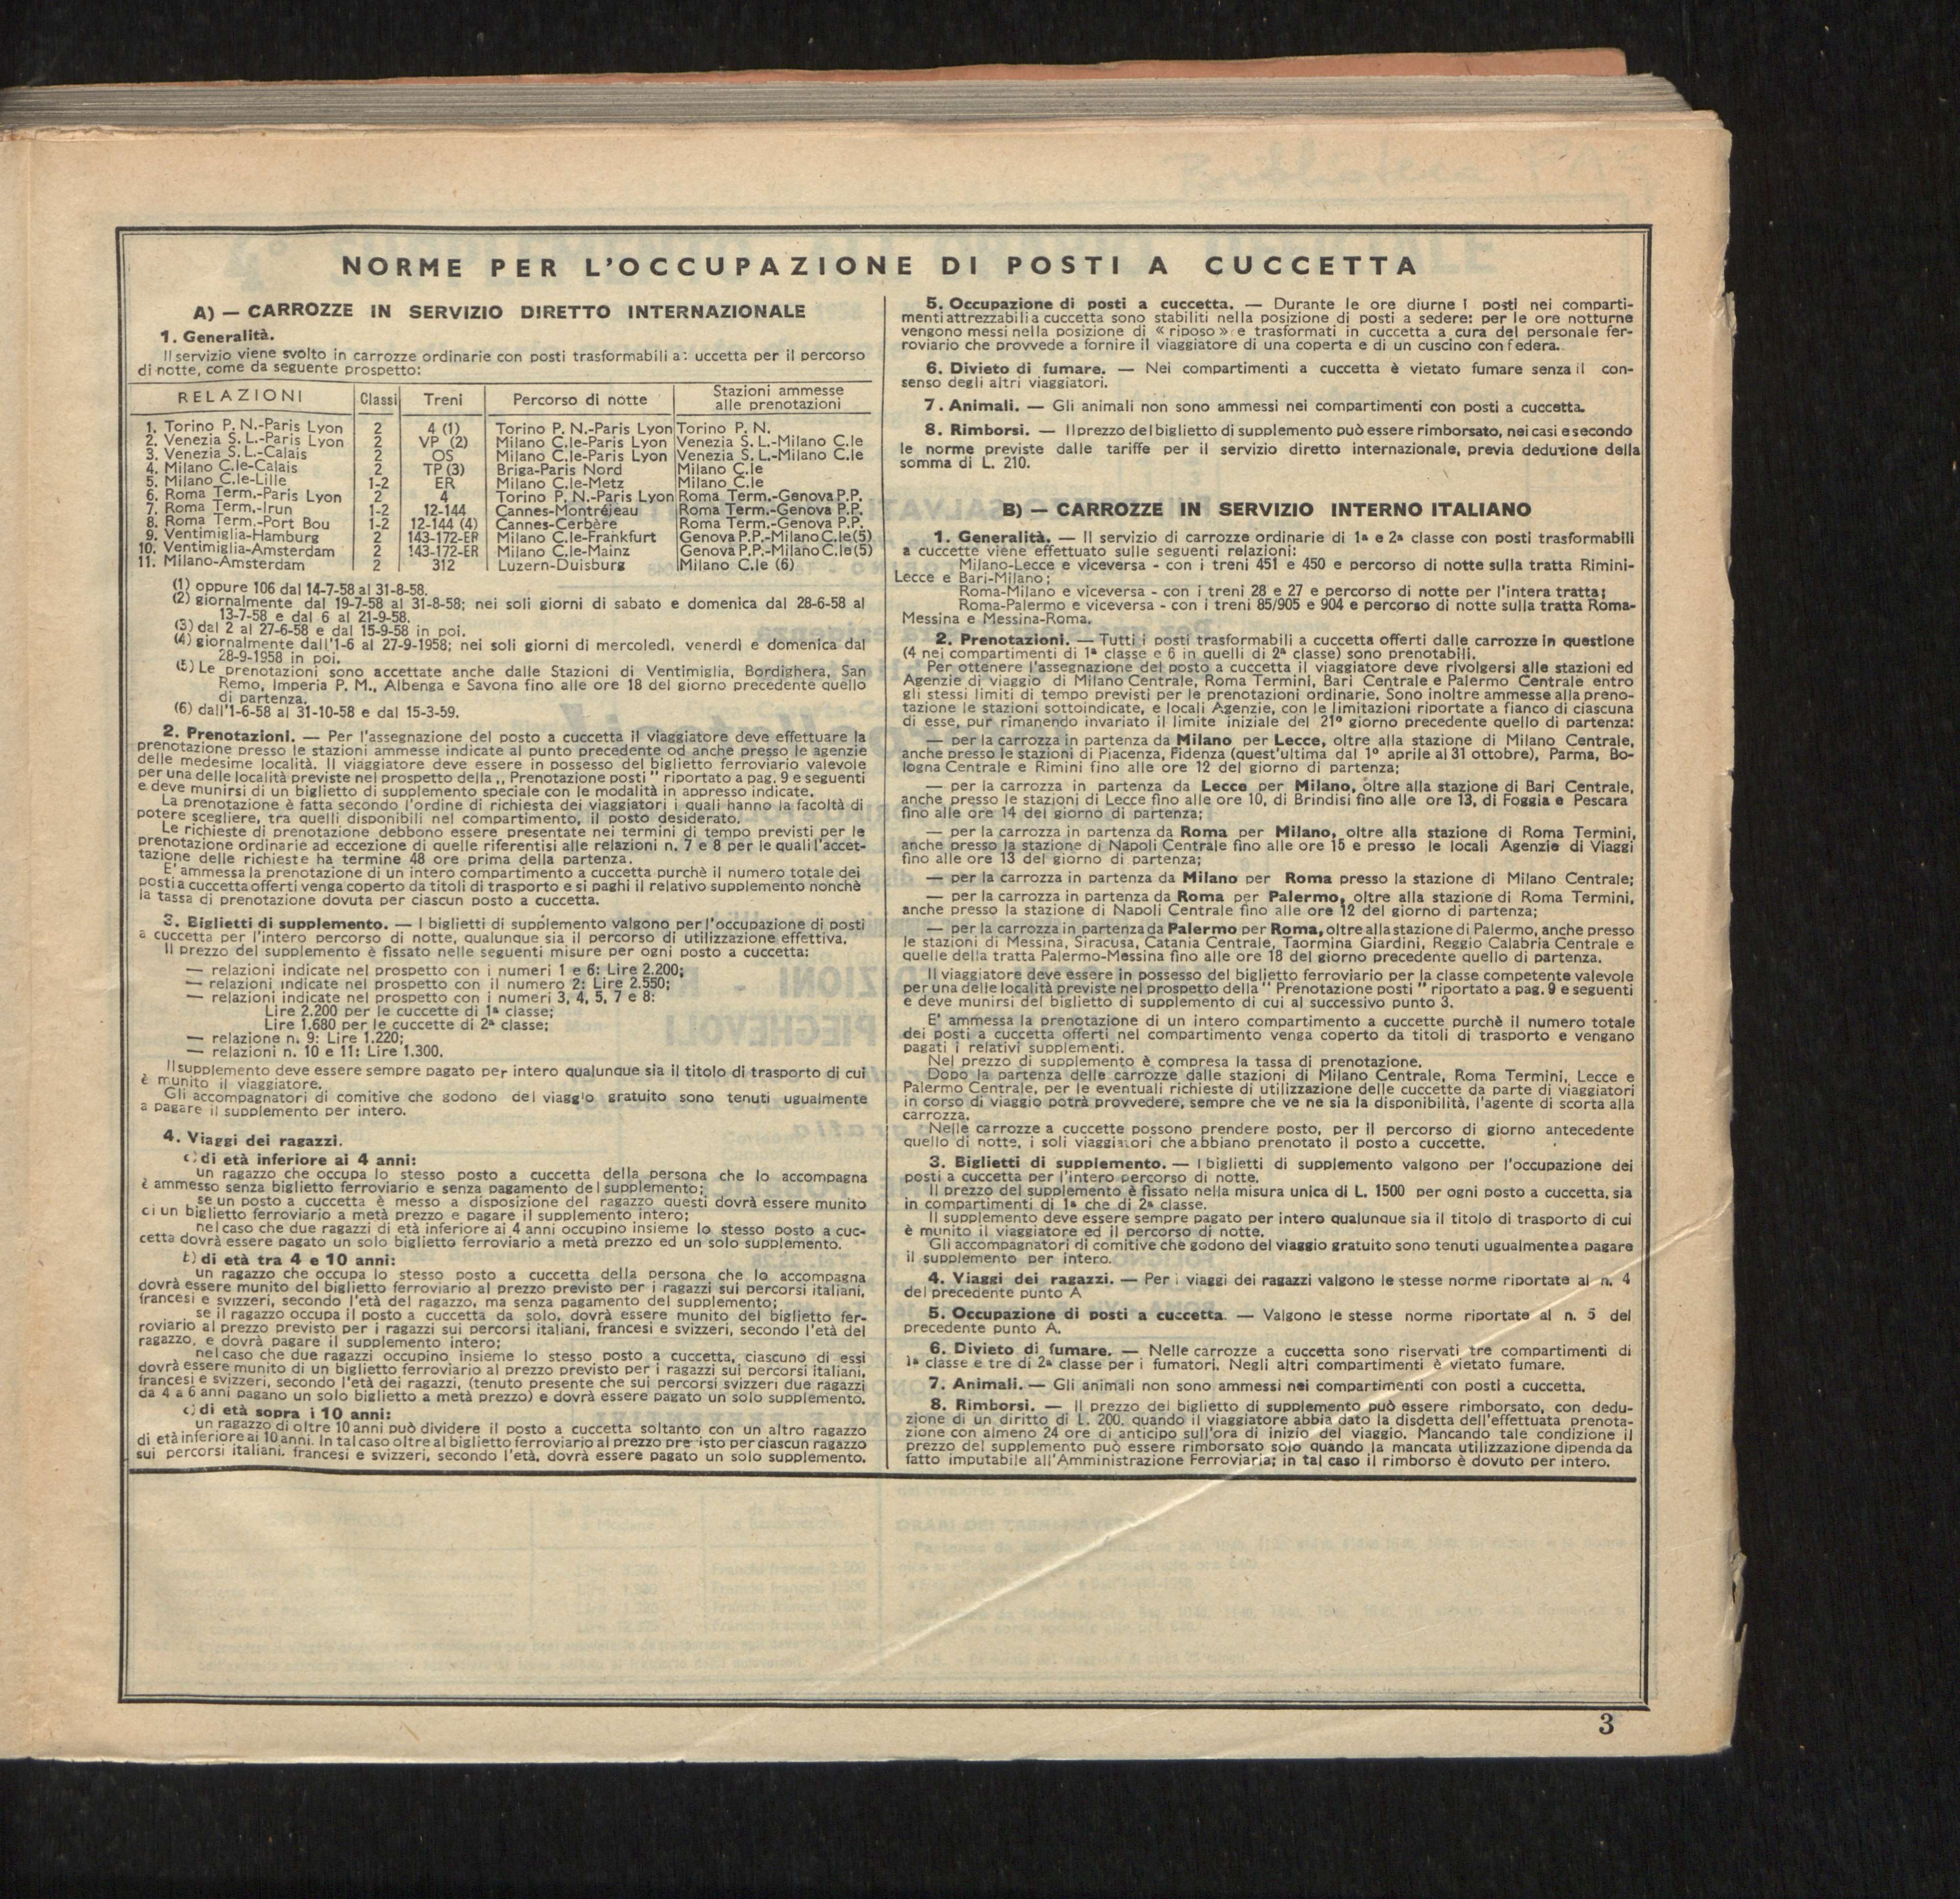 NORME PER L'OCCUPAZIONE DI POSTI A CUCCETTA
A) — CARROZZE IN SERVIZIO DIRETTO INTERNAZIONALE
1. Generalità.
Il servizio viene svolto in carrozze ordinarie con posti trasformabili a: uccetta per il percorso
di notte, come da seguente prospetto:
RELAZIONI Classi Treni Percorso di notte Stazioni ammesse
alle prenotazioni
1. Torino P. N.-Paris Lyon 2 4 (1) Torino P. N.-Paris Lyon Torino P. N.
2. Venezia S. L.-Paris Lyon 2 VP (2) Milano C.le-Paris Lyon Venezia S. L.-Milano C.le
3. Venezia S. L.-Calais 2 OS Milano C.le-Paris Lyon Venezia S. L.-Milano C.le
4. Milano C.le-Calais 2 TP (3) Briga-Paris Nord Milano C.le
5. Milano C.le-Lille 1-2 ER Milano C.le-Metz Milano C.le
6. Roma Term.-Paris Lyon 2 4 Torino P. N.-Paris Lyon Roma Term.-Genova P.P.
7. Roma Term.-Irun 1-2 12-144 Cannes-Montréjeau Roma Term.-Genova P.P.
8. Roma Term.-Port Bou 1-2 12-144 (4) Cannes-Cerbère Roma Term.-Genova P.P.
9. Ventimiglia-Hamburg 2 143-172-ER Milano C.le-Frankfurt Genova P.P.-Milano C.le(5)
10. Ventimiglia-Amsterdam 2 143-172-ER Milano C.le-Mainz Genova P.P.-Milano C.le(5)
11. Milano-Amsterdam 2 312 Luzern-Duisburg Milano C.le (6)
(1) oppure 106 dal 14-7-58 al 31-8-58.
(2) giornalmente dal 19-7-58 al 31-8-58; nei soli giorni di sabato e domenica dal 28-6-58 al
13-7-58 e dal 6 al 21-9-58.
(3) dal 2 al 27-6-58 e dal 15-9-58 in poi.
(4) giornalmente dall'1-6 al 27-9-1958; nei soli giorni di mercoledì, venerdì e domenica dal
28-9-1958 in poi.
(5) Le prenotazioni sono accettate anche dalle Stazioni di Ventimiglia, Bordighera, San
Remo, Imperia P. M., Albenga e Savona fino alle ore 18 del giorno precedente quello
di partenza.
(6) dall'1-6-58 al 31-10-58 e dal 15-3-59.
2. Prenotazioni. — Per l'assegnazione del posto a cuccetta il viaggiatore deve effettuare la
prenotazione presso le stazioni ammesse indicate al punto precedente od anche presso le agenzie
delle medesime località. Il viaggiatore deve essere in possesso del biglietto ferroviario valevole
per una delle località previste nel prospetto della „ Prenotazione posti " riportato a pag. 9 e seguenti
e deve munirsi di un biglietto di supplemento speciale con le modalità in appresso indicate.
La prenotazione è fatta secondo l'ordine di richiesta dei viaggiatori i quali hanno la facoltà di
potere scegliere, tra quelli disponibili nel compartimento, il posto desiderato.
Le richieste di prenotazione debbono essere presentate nei termini di tempo previsti per le
prenotazione ordinarie ad eccezione di quelle riferentisi alle relazioni n. 7 e 8 per le quali l'accet-
tazione delle richieste ha termine 48 ore prima della partenza.
E' ammessa la prenotazione di un intero compartimento a cuccetta purchè il numero totale dei
posti a cuccetta offerti venga coperto da titoli di trasporto e si paghi il relativo supplemento nonchè
la tassa di prenotazione dovuta per ciascun posto a cuccetta.
3. Biglietti di supplemento. — I biglietti di supplemento valgono per l'occupazione di posti
a cuccetta per l'intero percorso di notte, qualunque sia il percorso di utilizzazione effettiva.
Il prezzo del supplemento è fissato nelle seguenti misure per ogni posto a cuccetta:
— relazioni indicate nel prospetto con i numeri 1 e 6: Lire 2.200;
— relazioni indicate nel prospetto con il numero 2: Lire 2.550;
— relazioni indicate nel prospetto con i numeri 3, 4, 5, 7 e 8:
Lire 2.200 per le cuccette di 1ª classe;
Lire 1.680 per le cuccette di 2ª classe;
— relazione n. 9: Lire 1.220;
— relazioni n. 10 e 11: Lire 1.300.
Il supplemento deve essere sempre pagato per intero qualunque sia il titolo di trasporto di cui
è munito il viaggiatore.
Gli accompagnatori di comitive che godono del viaggio gratuito sono tenuti ugualmente
a pagare il supplemento per intero.
4. Viaggi dei ragazzi.
di età inferiore ai 4 anni:
un ragazzo che occupa lo stesso posto a cuccetta della persona che lo accompagna
è ammesso senza biglietto ferroviario e senza pagamento del supplemento;
se un posto a cuccetta è messo a disposizione del ragazzo questi dovrà essere munito
ci un biglietto ferroviario a metà prezzo e pagare il supplemento intero;
nel caso che due ragazzi di età inferiore ai 4 anni occupino insieme lo stesso posto a cuc-
cetta dovrà essere pagato un solo biglietto ferroviario a metà prezzo ed un solo supplemento.
b) di età tra 4 e 10 anni:
un ragazzo che occupa lo stesso posto a cuccetta della persona che lo accompagna
dovrà essere munito del biglietto ferroviario al prezzo previsto per i ragazzi sui percorsi italiani,
francesi e svizzeri, secondo l'età del ragazzo, ma senza pagamento del supplemento;
se il ragazzo occupa il posto a cuccetta da solo, dovrà essere munito del biglietto fer-
roviario al prezzo previsto per i ragazzi sui percorsi italiani, francesi e svizzeri, secondo l'età del
ragazzo, e dovrà pagare il supplemento intero;
nel caso che due ragazzi occupino insieme lo stesso posto a cuccetta, ciascuno di essi
dovrà essere munito di un biglietto ferroviario al prezzo previsto per i ragazzi sui percorsi italiani,
francesi e svizzeri, secondo l'età dei ragazzi, (tenuto presente che sui percorsi svizzeri due ragazzi
da 4 a 6 anni pagano un solo biglietto a metà prezzo) e dovrà essere pagato un solo supplemento.
c) di età sopra i 10 anni:
un ragazzo di oltre 10 anni può dividere il posto a cuccetta soltanto con un altro ragazzo
di età inferiore ai 10 anni. In tal caso oltre al biglietto ferroviario al prezzo pre isto per ciascun ragazzo
sui percorsi italiani, francesi e svizzeri, secondo l'età, dovrà essere pagato un solo supplemento.
5. Occupazione di posti a cuccetta. — Durante le ore diurne i posti nei comparti-
menti attrezzabili a cuccetta sono stabiliti nella posizione di posti a sedere: per le ore notturne
vengono messi nella posizione di « riposo » e trasformati in cuccetta a cura del personale fer-
roviario che provvede a fornire il viaggiatore di una coperta e di un cuscino con federa.
6. Divieto di fumare. — Nei compartimenti a cuccetta è vietato fumare senza il con-
senso degli altri viaggiatori.
7. Animali. — Gli animali non sono ammessi nei compartimenti con posti a cuccetta.
8. Rimborsi. — Il prezzo del biglietto di supplemento può essere rimborsato, nei casi e secondo
le norme previste dalle tariffe per il servizio diretto internazionale, previa deduzione della
somma di L. 210.
B) — CARROZZE IN SERVIZIO INTERNO ITALIANO
1. Generalità. — Il servizio di carrozze ordinarie di 1ª e 2ª classe con posti trasformabili
a cuccette viene effettuato sulle seguenti relazioni:
Milano-Lecce e viceversa - con i treni 451 e 450 e percorso di notte sulla tratta Rimini-
Lecce e Bari-Milano;
Roma-Milano e viceversa - con i treni 28 e 27 e percorso di notte per l'intera tratta;
Roma-Palermo e viceversa - con i treni 85/905 e 904 e percorso di notte sulla tratta Roma-
Messina e Messina-Roma.
2. Prenotazioni. — Tutti i posti trasformabili a cuccetta offerti dalle carrozze in questione
(4 nei compartimenti di 1ª classe e 6 in quelli di 2ª classe) sono prenotabili.
Per ottenere l'assegnazione del posto a cuccetta il viaggiatore deve rivolgersi alle stazioni ed
Agenzie di viaggio di Milano Centrale, Roma Termini, Bari Centrale e Palermo Centrale entro
gli stessi limiti di tempo previsti per le prenotazioni ordinarie. Sono inoltre ammesse alla preno-
tazione le stazioni sottoindicate, e locali Agenzie, con le limitazioni riportate a fianco di ciascuna
di esse, pur rimanendo invariato il limite iniziale del 21º giorno precedente quello di partenza:
— per la carrozza in partenza da Milano per Lecce, oltre alla stazione di Milano Centrale,
anche presso le stazioni di Piacenza, Fidenza (quest'ultima dal 1º aprile al 31 ottobre), Parma, Bo-
logna Centrale e Rimini fino alle ore 12 del giorno di partenza;
— per la carrozza in partenza da Lecce per Milano, oltre alla stazione di Bari Centrale,
anche presso le stazioni di Lecce fino alle ore 10, di Brindisi fino alle ore 13, di Foggia e Pescara
fino alle ore 14 del giorno di partenza;
— per la carrozza in partenza da Roma per Milano, oltre alla stazione di Roma Termini,
anche presso la stazione di Napoli Centrale fino alle ore 15 e presso le locali Agenzie di Viaggi
fino alle ore 13 del giorno di partenza;
— per la carrozza in partenza da Milano per Roma presso la stazione di Milano Centrale;
— per la carrozza in partenza da Roma per Palermo, oltre alla stazione di Roma Termini,
anche presso la stazione di Napoli Centrale fino alle ore 12 del giorno di partenza;
— per la carrozza in partenza da Palermo per Roma, oltre alla stazione di Palermo, anche presso
le stazioni di Messina, Siracusa, Catania Centrale, Taormina Giardini, Reggio Calabria Centrale e
quelle della tratta Palermo-Messina fino alle ore 18 del giorno precedente quello di partenza.
Il viaggiatore deve essere in possesso del biglietto ferroviario per la classe competente valevole
per una delle località previste nel prospetto della " Prenotazione posti " riportato a pag. 9 e seguenti
e deve munirsi del biglietto di supplemento di cui al successivo punto 3.
E' ammessa la prenotazione di un intero compartimento a cuccette purchè il numero totale
dei posti a cuccetta offerti nel compartimento venga coperto da titoli di trasporto e vengano
pagati i relativi supplementi.
Nel prezzo di supplemento è compresa la tassa di prenotazione.
Dopo la partenza delle carrozze dalle stazioni di Milano Centrale, Roma Termini, Lecce e
Palermo Centrale, per le eventuali richieste di utilizzazione delle cuccette da parte di viaggiatori
in corso di viaggio potrà provvedere, sempre che ve ne sia la disponibilità, l'agente di scorta alla
carrozza.
Nelle carrozze a cuccette possono prendere posto, per il percorso di giorno antecedente
quello di notte, i soli viaggiatori che abbiano prenotato il posto a cuccette.
3. Biglietti di supplemento. — I biglietti di supplemento valgono per l'occupazione dei
posti a cuccetta per l'intero percorso di notte.
Il prezzo del supplemento è fissato nella misura unica di L. 1500 per ogni posto a cuccetta, sia
in compartimenti di 1ª che di 2ª classe.
Il supplemento deve essere sempre pagato per intero qualunque sia il titolo di trasporto di cui
è munito il viaggiatore ed il percorso di notte.
Gli accompagnatori di comitive che godono del viaggio gratuito sono tenuti ugualmente a pagare
il supplemento per intero.
4. Viaggi dei ragazzi. — Per i viaggi dei ragazzi valgono le stesse norme riportate al n. 4
del precedente punto A
5. Occupazione di posti a cuccetta. — Valgono le stesse norme riportate al n. 5 del
precedente punto A.
6. Divieto di fumare. — Nelle carrozze a cuccette sono riservati tre compartimenti di
1ª classe e tre di 2ª classe per i fumatori. Negli altri compartimenti è vietato fumare.
7. Animali. — Gli animali non sono ammessi nei compartimenti con posti a cuccetta.
8. Rimborsi. — Il prezzo del biglietto di supplemento può essere rimborsato, con dedu-
zione di un diritto di L. 200, quando il viaggiatore abbia dato la disdetta dell'effettuata prenota-
zione con almeno 24 ore di anticipo sull'ora di inizio del viaggio. Mancando tale condizione il
prezzo del supplemento può essere rimborsato solo quando la mancata utilizzazione dipenda da
fatto imputabile all'Amministrazione Ferroviaria; in tal caso il rimborso è dovuto per intero.
3